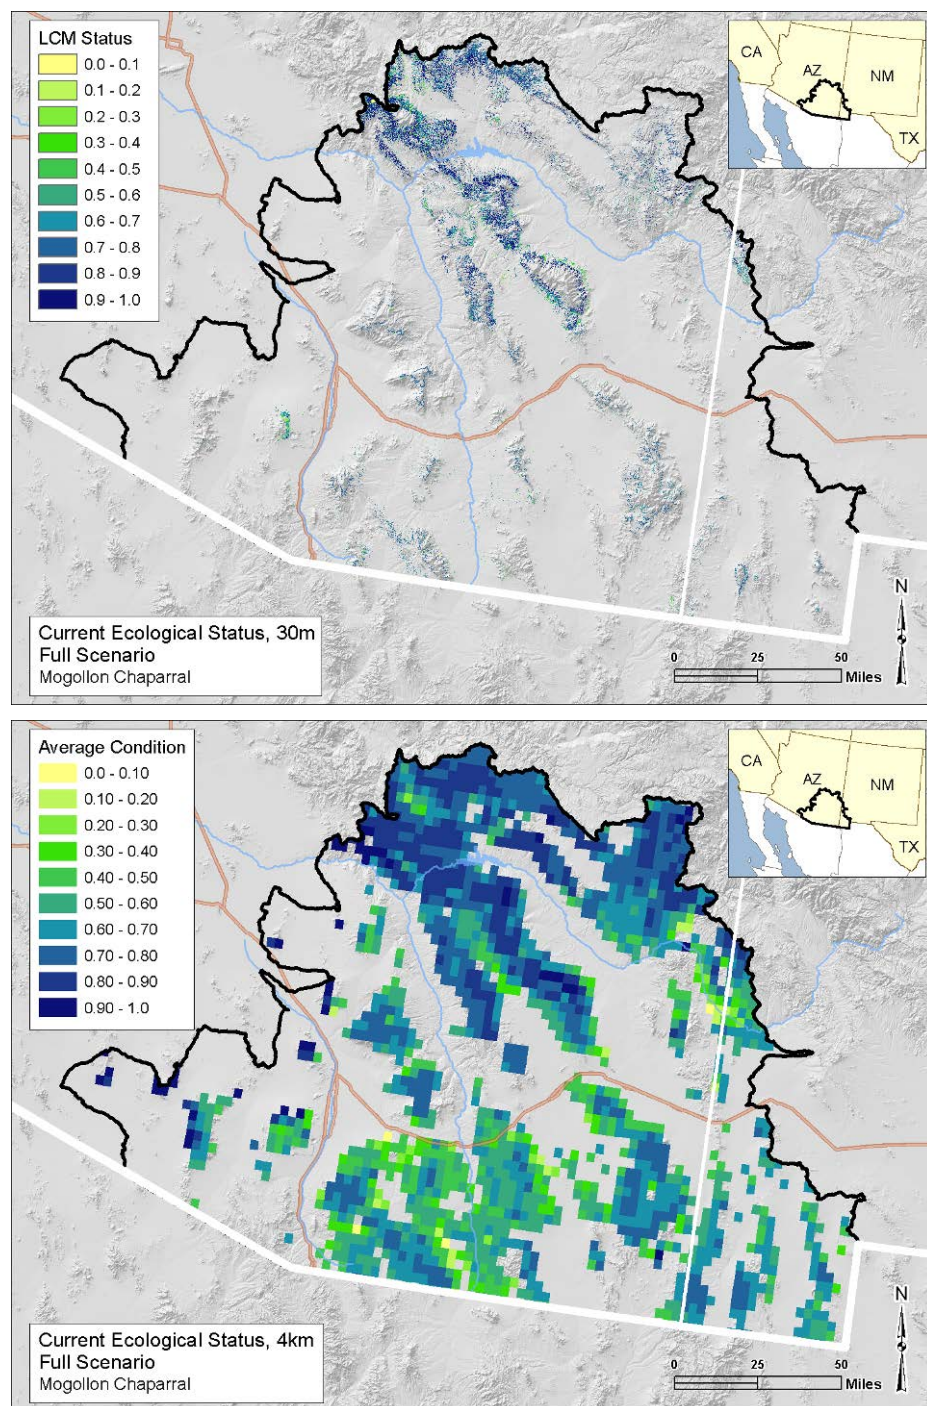 LCM Status
0.0 - 0.1
0.1 - 0.2
0.2 - 0.3
0.3 - 0.4
0.4 - 0.5
0.5 - 0.6
0.6 - 0.7
0.7 - 0.8
0.8 - 0.9
0.9 - 1.0
CA
AZ
NM
TX
Current Ecological Status, 30m
Full Scenario
Mogollon Chaparral
N
0 25 50
Miles
Average Condition
0.0 - 0.10
0.10 - 0.20
0.20 - 0.30
0.30 - 0.40
0.40 - 0.50
0.50 - 0.60
0.60 - 0.70
0.70 - 0.80
0.80 - 0.90
0.90 - 1.0
CA
AZ
NM
TX
Current Ecological Status, 4km
Full Scenario
Mogollon Chaparral
N
0 25 50
Miles